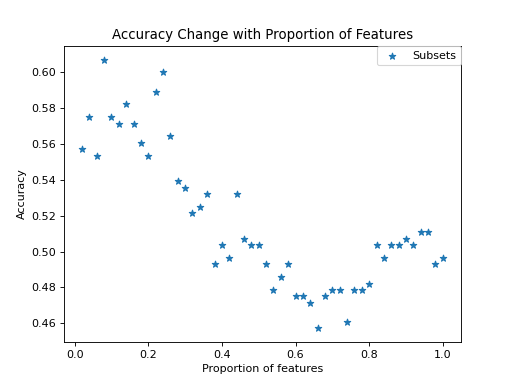 Accuracy Change with Proportion of Features
Subsets
Accuracy
0.60
0.58
0.56
0.54
0.52
0.50
0.48
0.46
0.0 0.2 0.4 0.6 0.8 1.0
Proportion of features